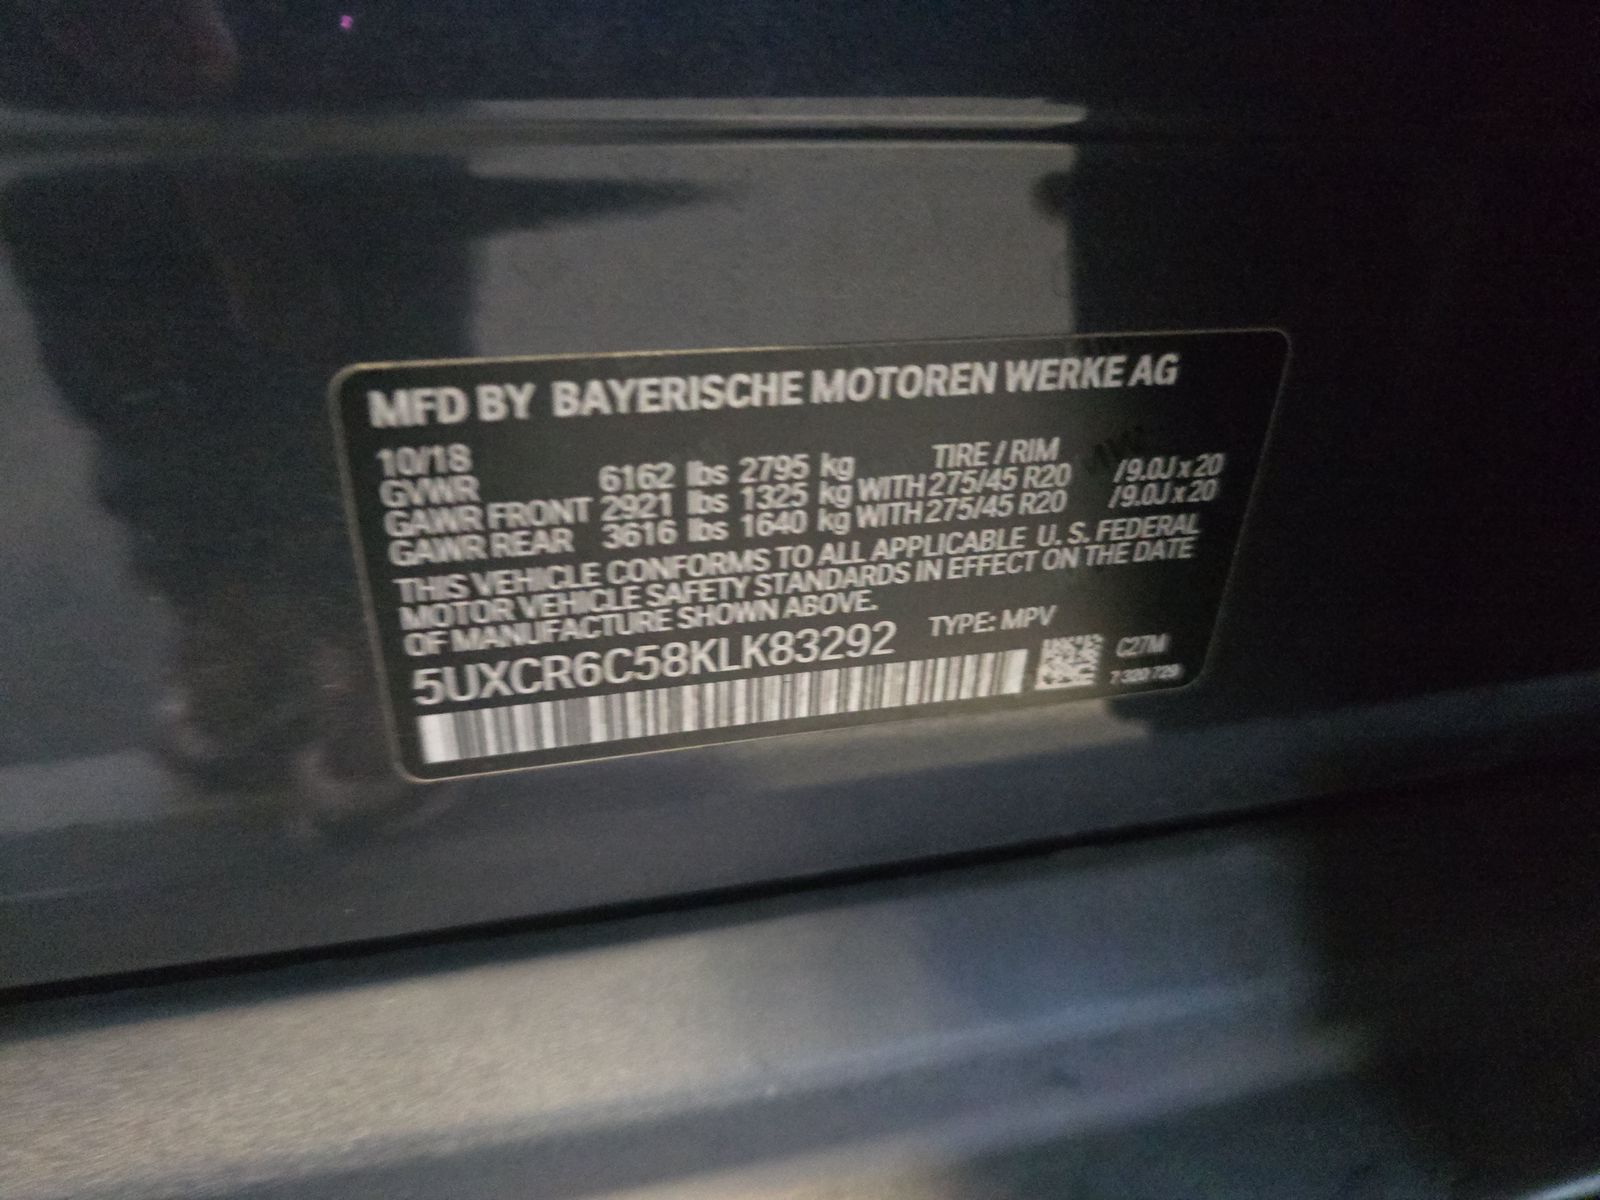 MFD BY BAYERISCHE MOTOREN WERKE AG
10/18 TIRE / RIM
GVWR 6162 lbs 2795 kg
GAWR FRONT 2921 lbs 1325 kg WITH 275/45 R20 /9.0J x 20
GAWR REAR 3616 lbs 1640 kg WITH 275/45 R20 /9.0J x 20
THIS VEHICLE CONFORMS TO ALL APPLICABLE U.S. FEDERAL
MOTOR VEHICLE SAFETY STANDARDS IN EFFECT ON THE DATE
OF MANUFACTURE SHOWN ABOVE.
5UXCR6C58KLK83292 TYPE: MPV
C27M